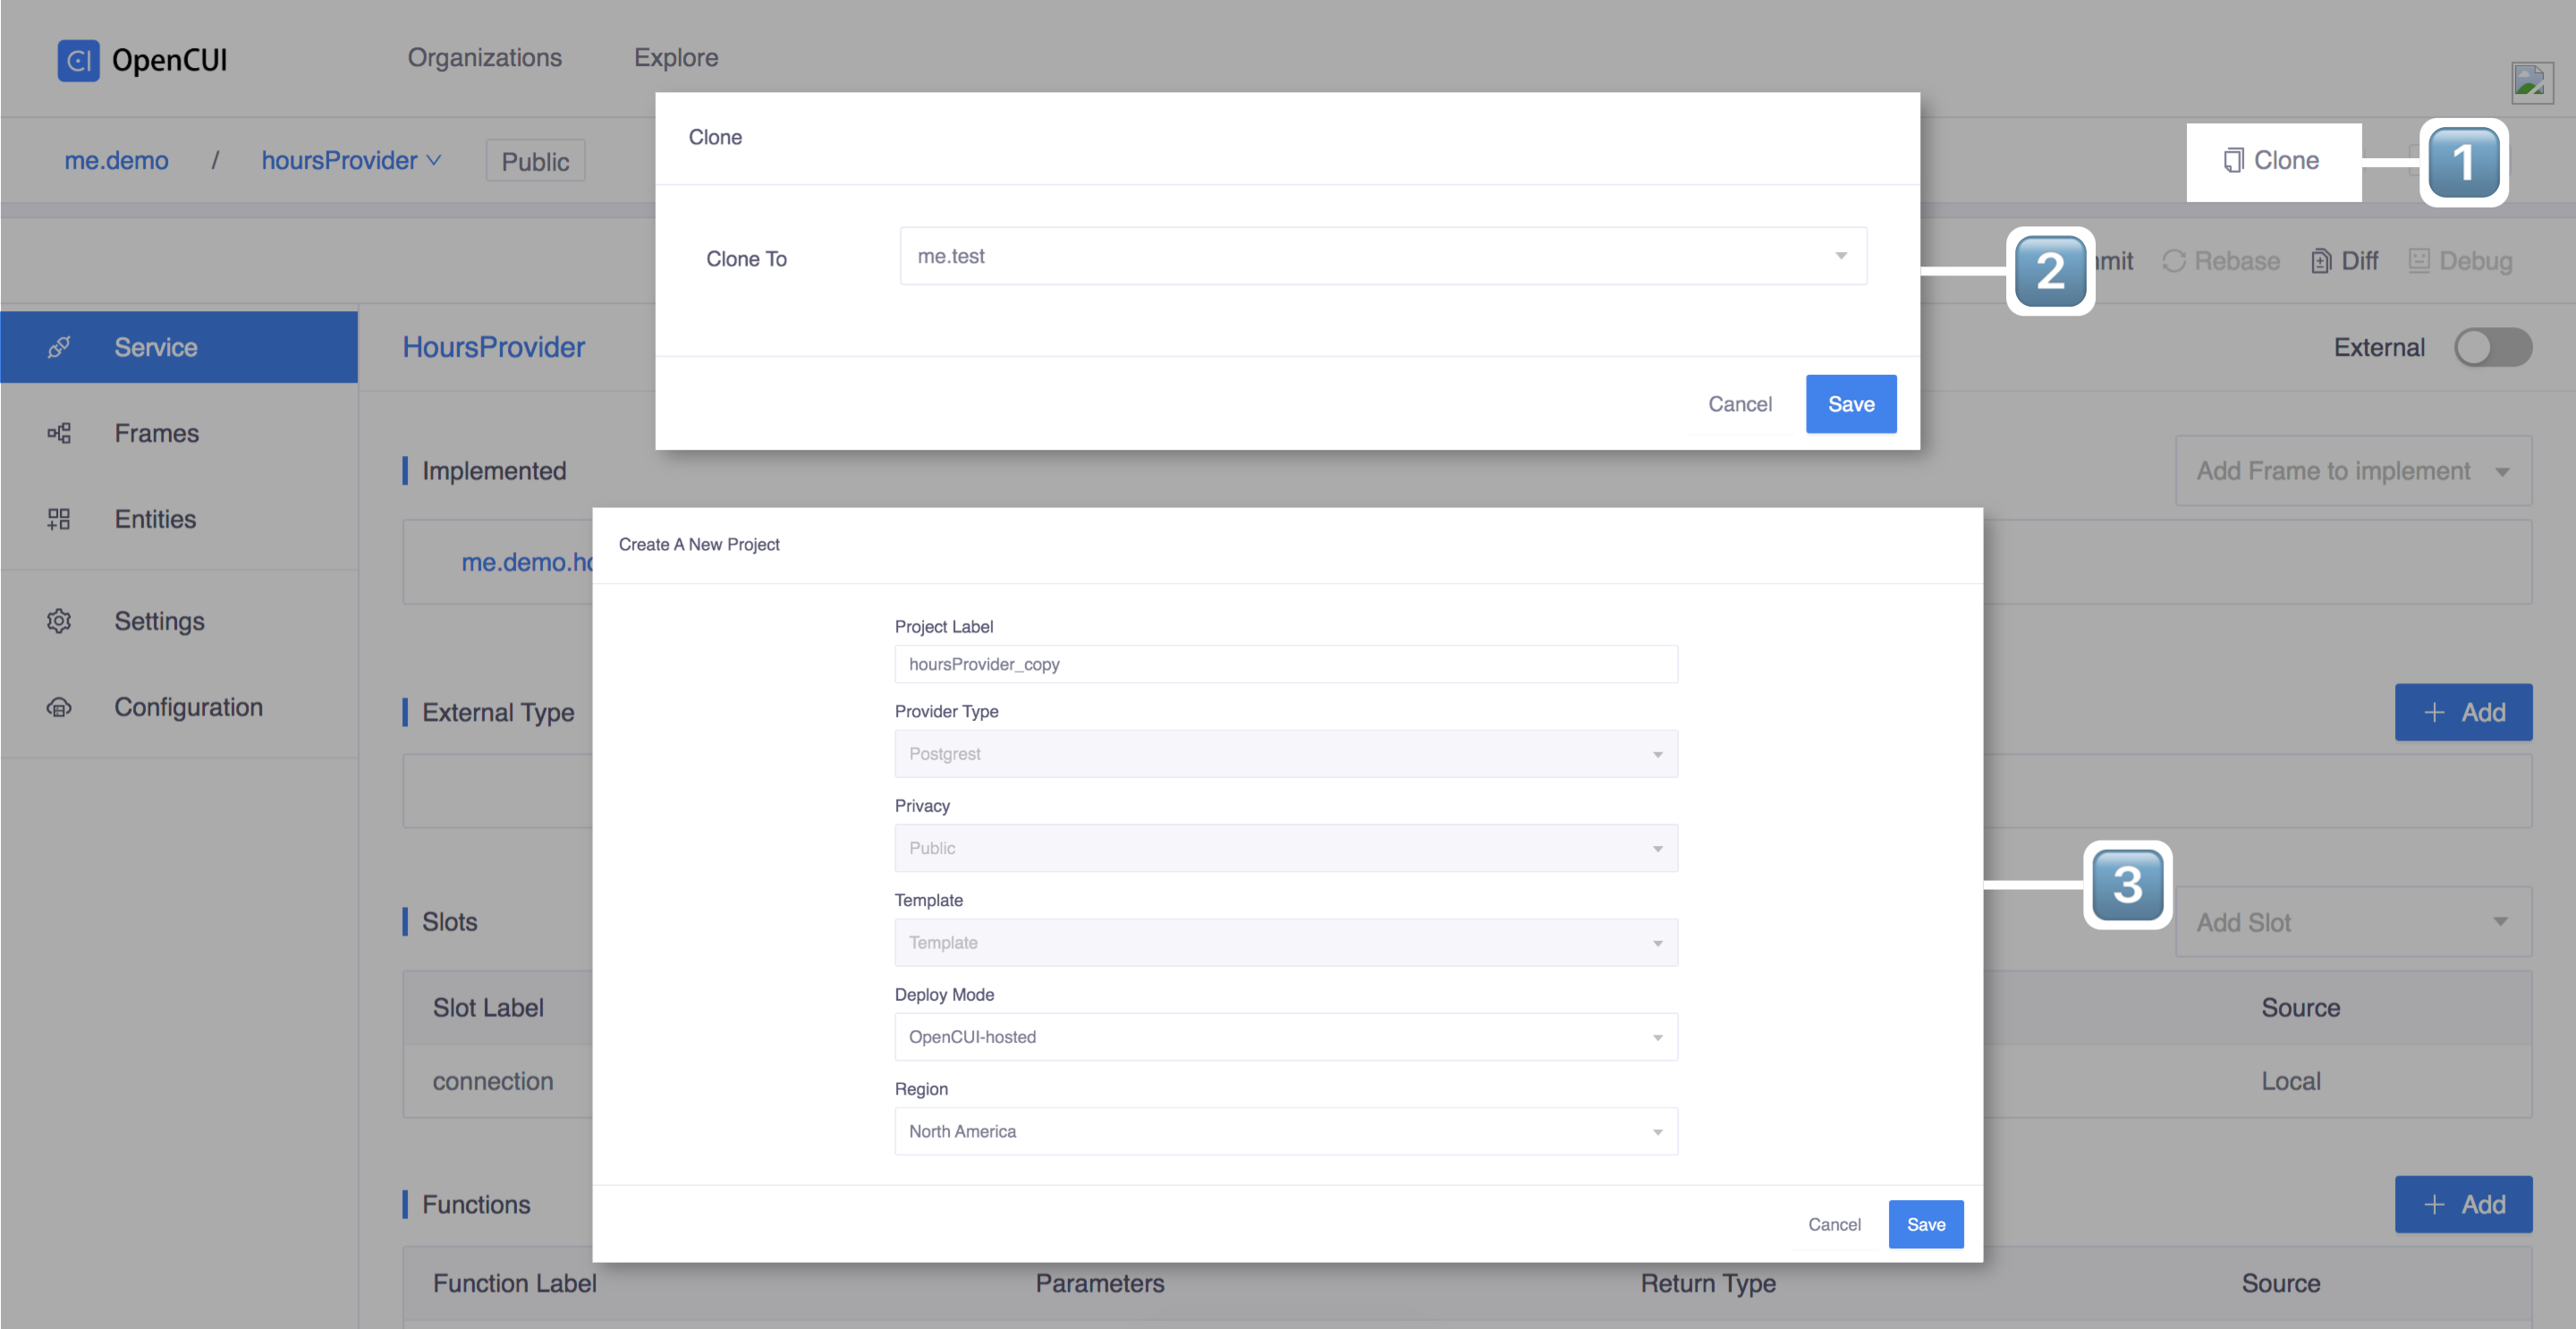 CI OpenCUI
Organizations
Explore
me.demo / hoursProvider Public
Clone
1
Clone
Clone To me.test
2
Rebase Diff Debug
Cancel Save
Service
Frames
Entities
Settings
Configuration
HoursProvider
External
Implemented
Add Frame to implement
me.demo.
Create A New Project
Project Label
hoursProvider_copy
Provider Type
Postgrest
Privacy
Public
Template
Template
Deploy Mode
OpenCUI-hosted
Region
North America
Cancel Save
3
External Type
+ Add
Slots
Add Slot
Slot Label Source
connection Local
Functions
+ Add
Function Label Parameters Return Type Source